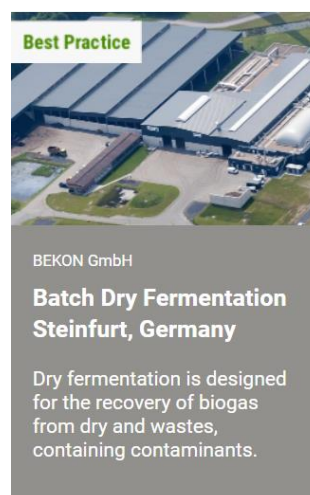 Best Practice
BEKON GmbH
Batch Dry Fermentation
Steinfurt, Germany
Dry fermentation is designed
for the recovery of biogas
from dry and wastes,
containing contaminants.